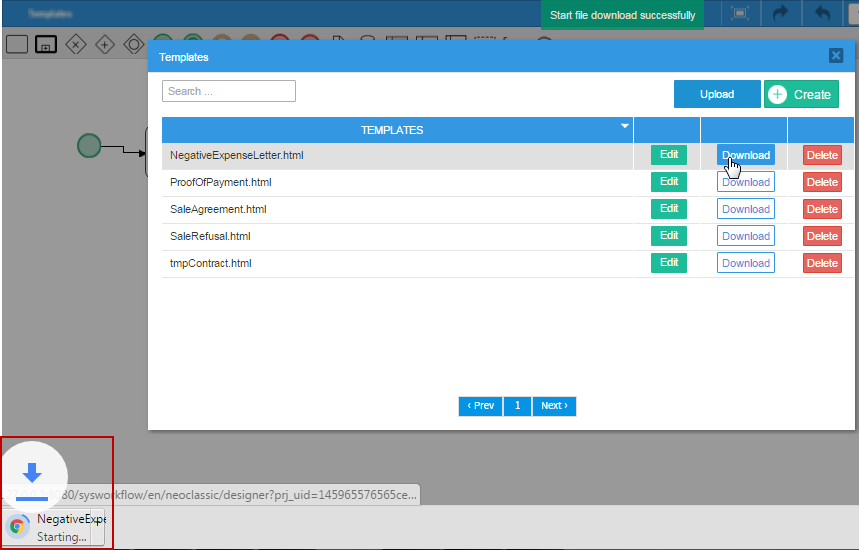 Templates
Start file download successfully
Templates
Search ...
Upload
Create
TEMPLATES
NegativeExpenseLetter.html Edit Download Delete
ProofOfPayment.html Edit Download Delete
SaleAgreement.html Edit Download Delete
SaleRefusal.html Edit Download Delete
tmpContract.html Edit Download Delete
‹ Prev 1 Next ›
80/sysworkflow/en/neoclassic/designer?prj_uid=145965576565ce...
NegativeExpe
Starting...